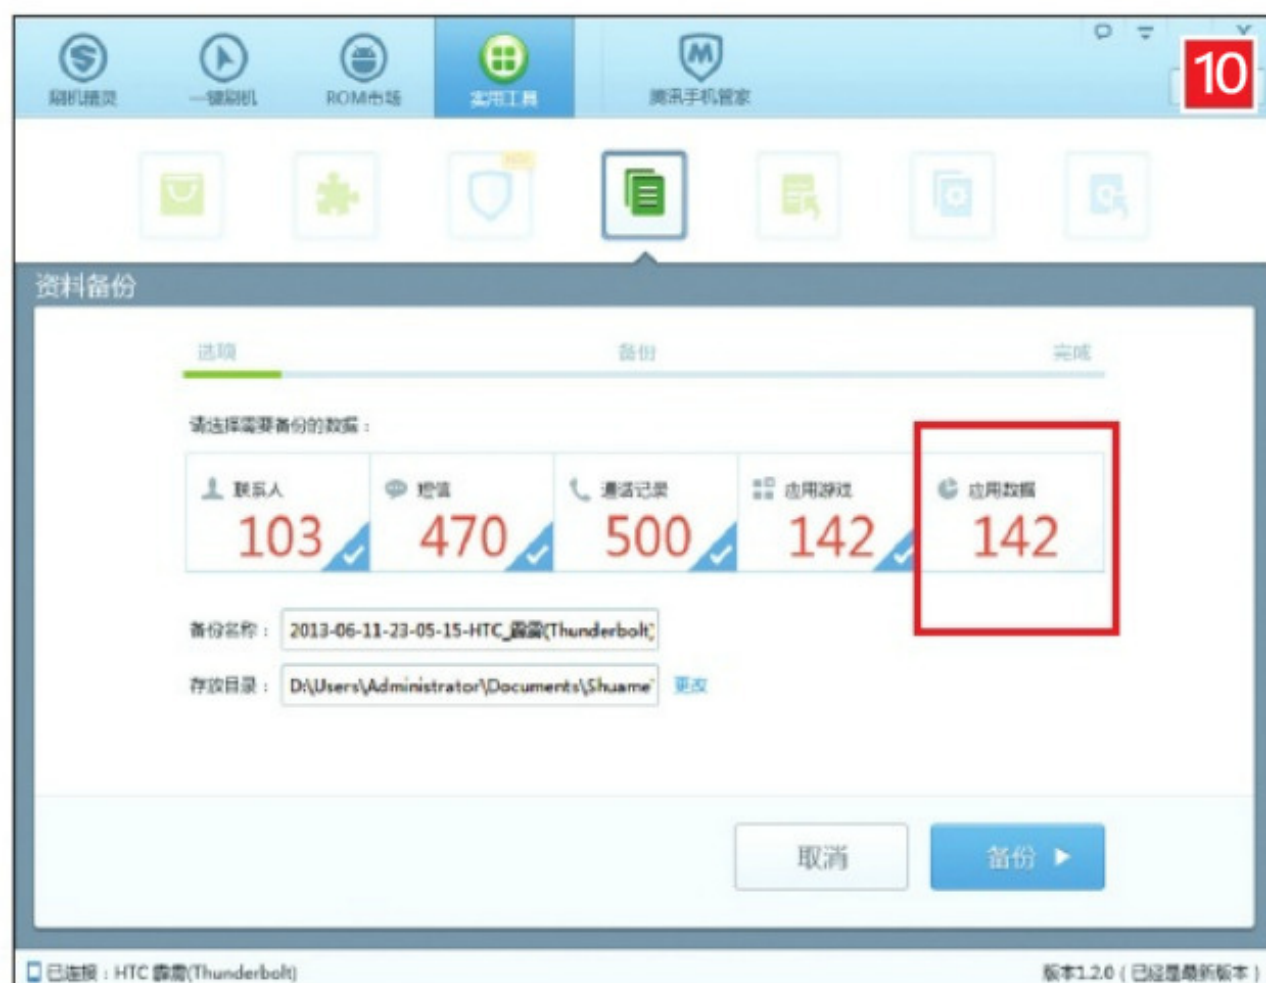 刷机精灵 一键刷机 ROM市场 实用工具 腾讯手机管家
10
资料备份
选项 备份 完成
请选择需要备份的数据：
联系人 短信 通话记录 应用游戏 应用数据
103 470 500 142 142
备份名称： 2013-06-11-23-05-15-HTC_霹雳(Thunderbolt)
存放目录： D:\Users\Administrator\Documents\Shuame 更改
取消 备份
已连接：HTC 霹雳(Thunderbolt)
版本1.2.0（已经是最新版本）